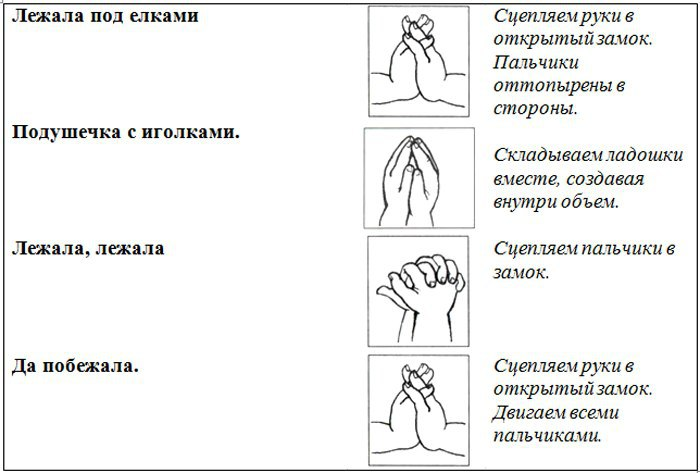 Лежала под елками
Сцепляем руки в
открытый замок.
Пальчики
оттопырены в
стороны.
Подушечка с иголками.
Складываем ладошки
вместе, создавая
внутри объем.
Лежала, лежала
Сцепляем пальчики в
замок.
Да побежала.
Сцепляем руки в
открытый замок.
Двигаем всеми
пальчиками.